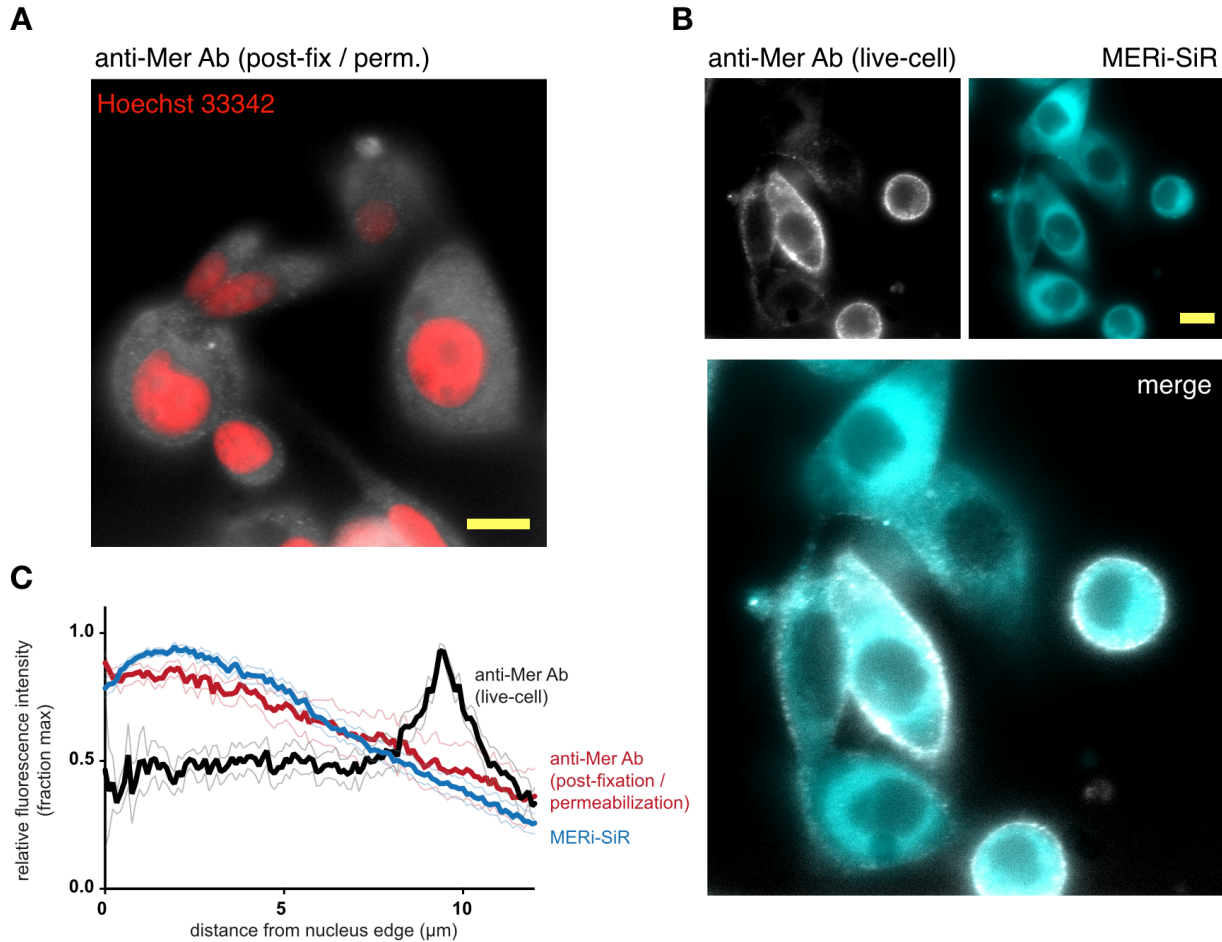 A
anti-Mer Ab (post-fix / perm.)
Hoechst 33342
B
anti-Mer Ab (live-cell)
MERi-SiR
merge
C
relative fluorescence intensity
(fraction max)
1.0
0.5
0.0
0
5
10
distance from nucleus edge (μm)
anti-Mer Ab
(live-cell)
anti-Mer Ab
(post-fixation /
permeabilization)
MERi-SiR